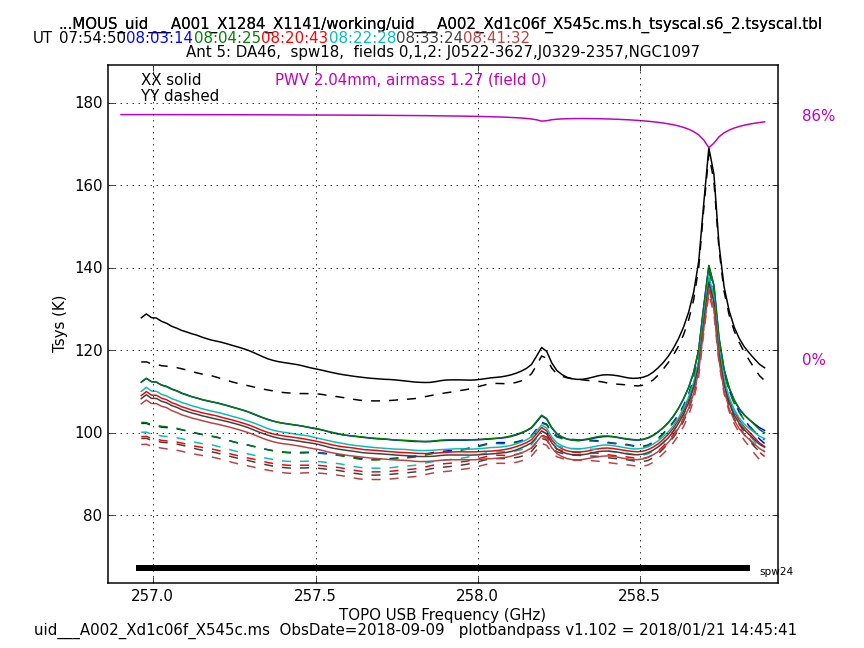 ...MOUS_uid___A001_X1284_X1141/working/uid___A002_Xd1c06f_X545c.ms.h_tsyscal.s6_2.tsyscal.tbl
UT 07:54:50 08:03:14 08:04:25 08:20:43 08:22:28 08:33:24 08:41:32
Ant 5: DA46,  spw18,  fields 0,1,2: J0522-3627,J0329-2357,NGC1097
XX solid
YY dashed
PWV 2.04mm, airmass 1.27 (field 0)
86%
0%
180
160
140
120
100
80
Tsys (K)
spw24
257.0 257.5 258.0 258.5
TOPO USB Frequency (GHz)
uid___A002_Xd1c06f_X545c.ms  ObsDate=2018-09-09   plotbandpass v1.102 = 2018/01/21 14:45:41